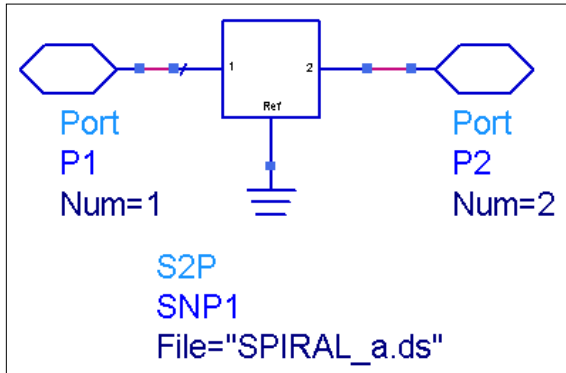 1 2
Ref
Port Port
P1 P2
Num=1 Num=2
S2P
SNP1
File="SPIRAL_a.ds"